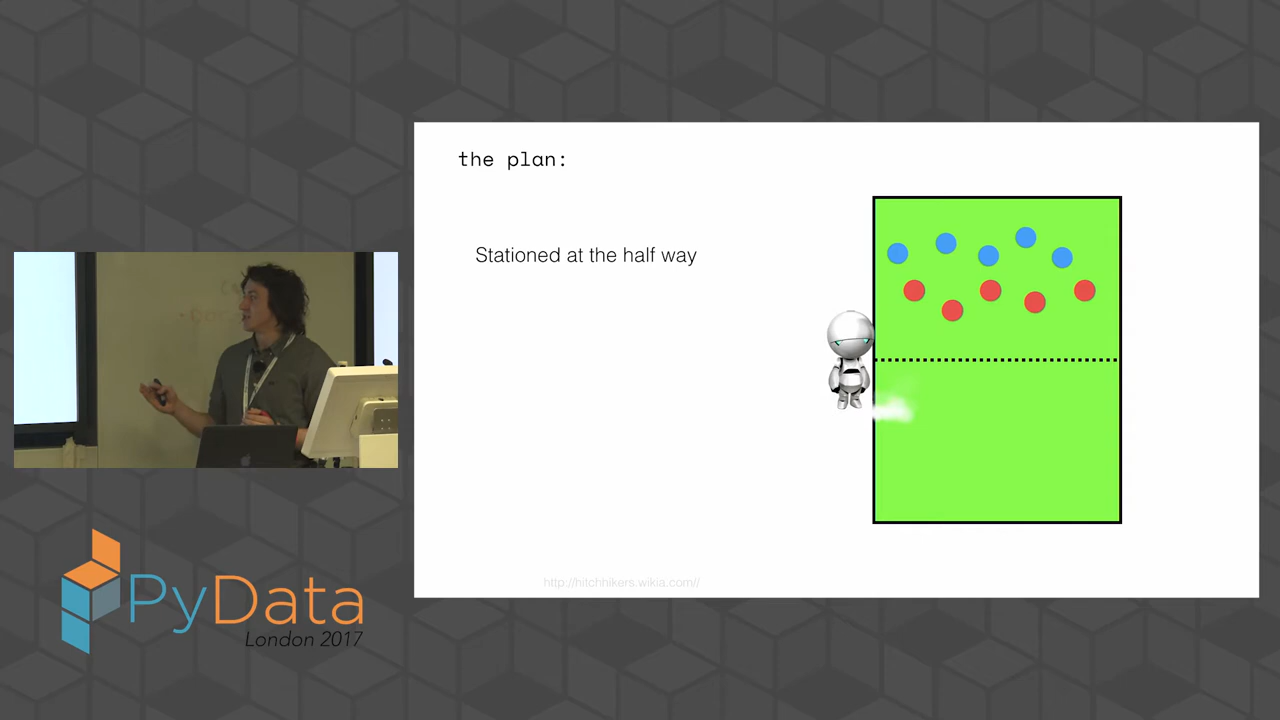 the plan:
Stationed at the half way
http://hitchhikers.wikia.com//
PyData
London 2017